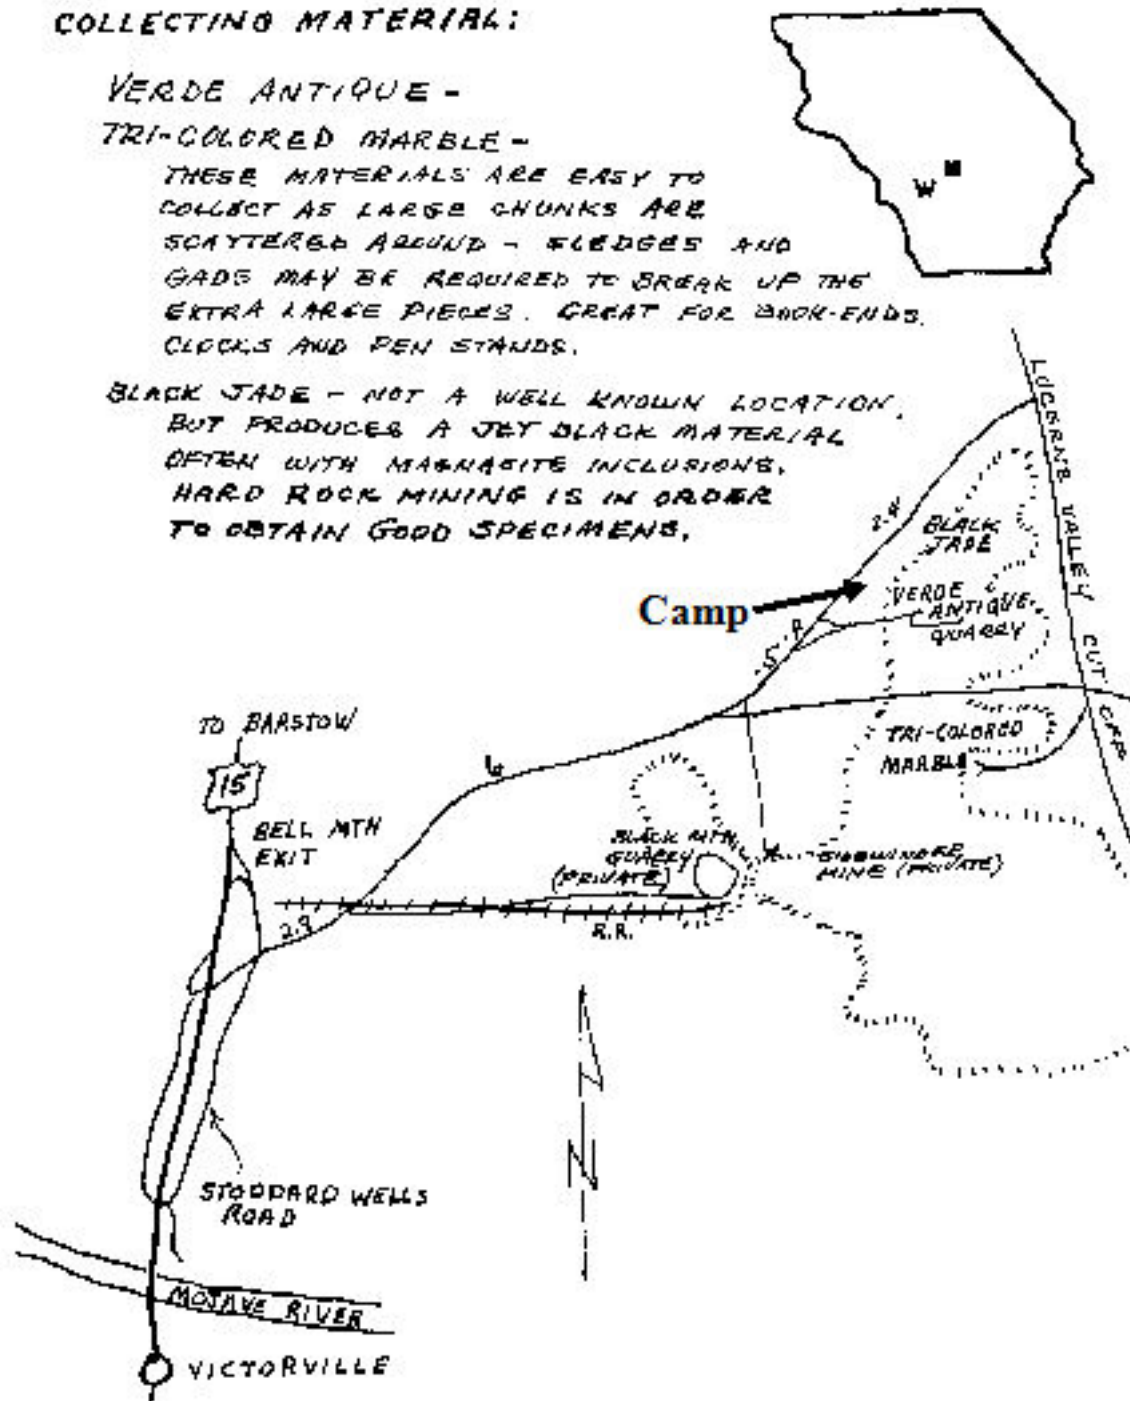 COLLECTING MATERIAL:
VERDE ANTIQUE -
TRI-COLORED MARBLE -
THESE MATERIALS ARE EASY TO
COLLECT AS LARGE CHUNKS ARE
SCATTERED AROUND - SLEDGES AND
GADS MAY BE REQUIRED TO BREAK UP THE
EXTRA LARGE PIECES. GREAT FOR BOOK-ENDS,
CLOCKS AND PEN STANDS.
BLACK JADE - NOT A WELL KNOWN LOCATION,
BUT PRODUCES A JET BLACK MATERIAL
OFTEN WITH MAGNASITE INCLUSIONS.
HARD ROCK MINING IS IN ORDER
TO OBTAIN GOOD SPECIMENS.
W
LUCERNE VALLEY CUT OFF
BLACK
JADE
Camp
VERDE
ANTIQUE
QUARRY
TO BARSTOW
15
BELL MTN
EXIT
TRI-COLORED
MARBLE
BLACK MTN
QUARRY
(PRIVATE)
SIDEWINDER
MINE (PRIVATE)
2.9
R.R.
N
STODDARD WELLS
ROAD
MOJAVE RIVER
VICTORVILLE